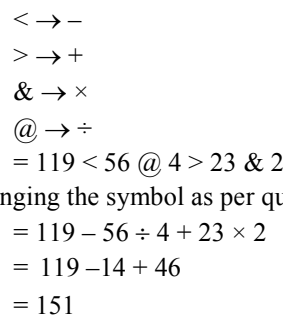 < → –
> → +
& → ×
@ → ÷
= 119 < 56 @ 4 > 23 & 2
nging the symbol as per qu
= 119 – 56 ÷ 4 + 23 × 2
= 119 –14 + 46
= 151